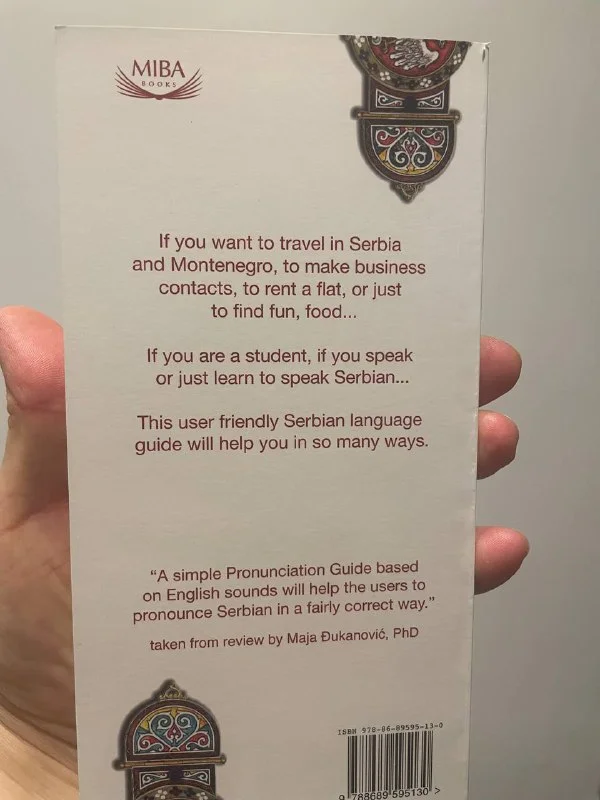 MIBA
BOOKS
If you want to travel in Serbia
and Montenegro, to make business
contacts, to rent a flat, or just
to find fun, food...
If you are a student, if you speak
or just learn to speak Serbian...
This user friendly Serbian language
guide will help you in so many ways.
“A simple Pronunciation Guide based
on English sounds will help the users to
pronounce Serbian in a fairly correct way.”
taken from review by Maja Đukanović, PhD
ISBN 978-86-89595-13-0
9 788689 595130 >